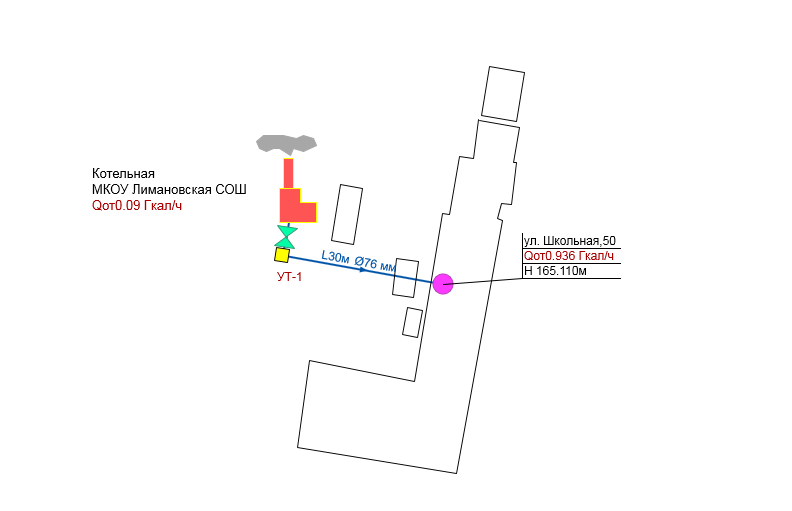 Котельная
МКОУ Лимановская СОШ
Qот0.09 Гкал/ч
L30м Ø76 мм
УТ-1
ул. Школьная,50
Qот0.936 Гкал/ч
H 165.110м